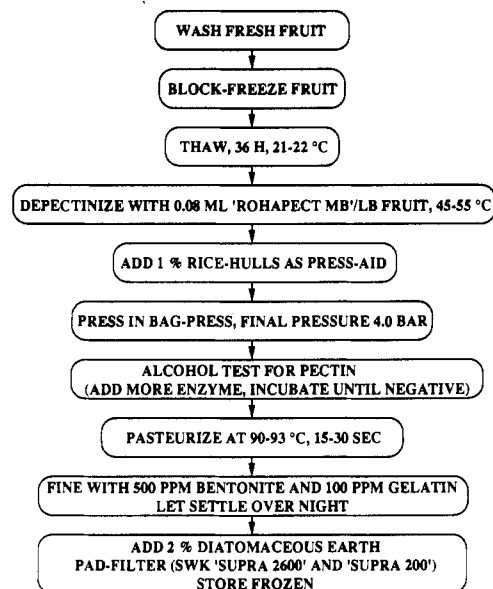 WASH FRESH FRUIT
BLOCK-FREEZE FRUIT
THAW, 36 H, 21-22 °C
DEPECTINIZE WITH 0.08 ML 'ROHAPECT MB'/LB FRUIT, 45-55 °C
ADD 1 % RICE-HULLS AS PRESS-AID
PRESS IN BAG-PRESS, FINAL PRESSURE 4.0 BAR
ALCOHOL TEST FOR PECTIN
(ADD MORE ENZYME, INCUBATE UNTIL NEGATIVE)
PASTEURIZE AT 90-93 °C, 15-30 SEC
FINE WITH 500 PPM BENTONITE AND 100 PPM GELATIN
LET SETTLE OVER NIGHT
ADD 2 % DIATOMACEOUS EARTH
PAD-FILTER (SWK 'SUPRA 2600' AND 'SUPRA 200')
STORE FROZEN